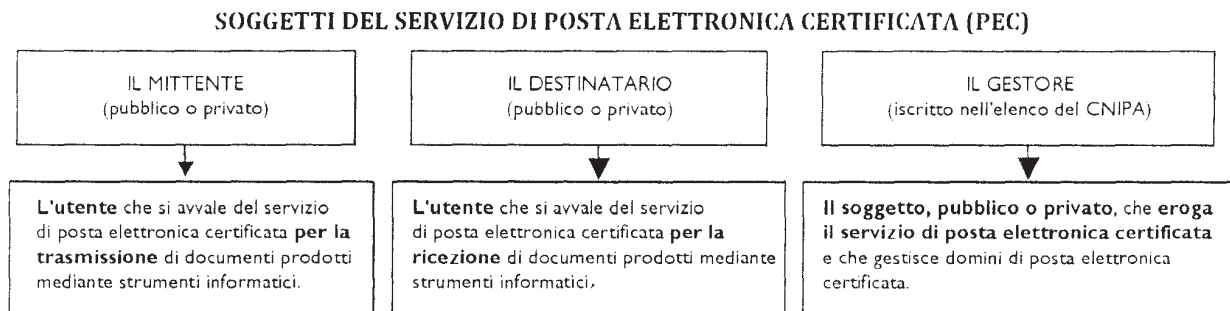 SOGGETTI DEL SERVIZIO DI POSTA ELETTRONICA CERTIFICATA (PEC)
IL MITTENTE
(pubblico o privato)
IL DESTINATARIO
(pubblico o privato)
IL GESTORE
(iscritto nell'elenco del CNIPA)
L'utente che si avvale del servizio
di posta elettronica certificata per la
trasmissione di documenti prodotti
mediante strumenti informatici.
L'utente che si avvale del servizio
di posta elettronica certificata per la
ricezione di documenti prodotti mediante
strumenti informatici,
Il soggetto, pubblico o privato, che eroga
il servizio di posta elettronica certificata
e che gestisce domini di posta elettronica
certificata.